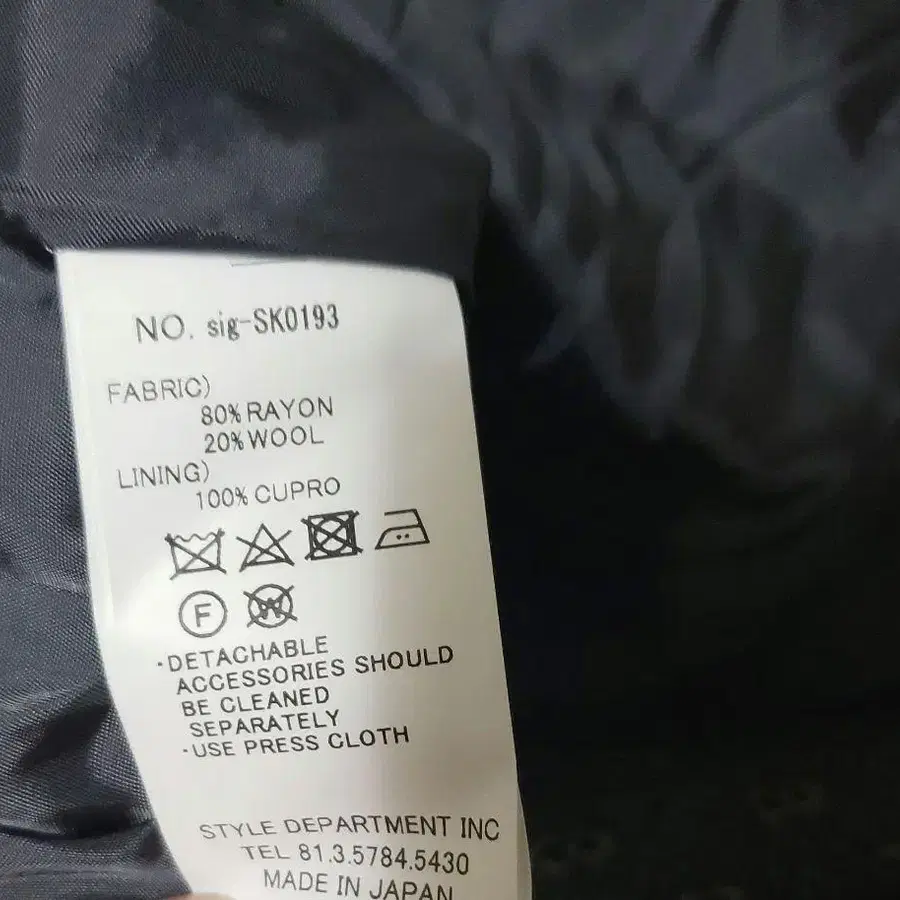 NO. sig-SK0193
FABRIC)
80% RAYON
20% WOOL
LINING)
100% CUPRO
F W
·DETACHABLE
ACCESSORIES SHOULD
BE CLEANED
SEPARATELY
·USE PRESS CLOTH
STYLE DEPARTMENT INC
TEL 81.3.5784.5430
MADE IN JAPAN